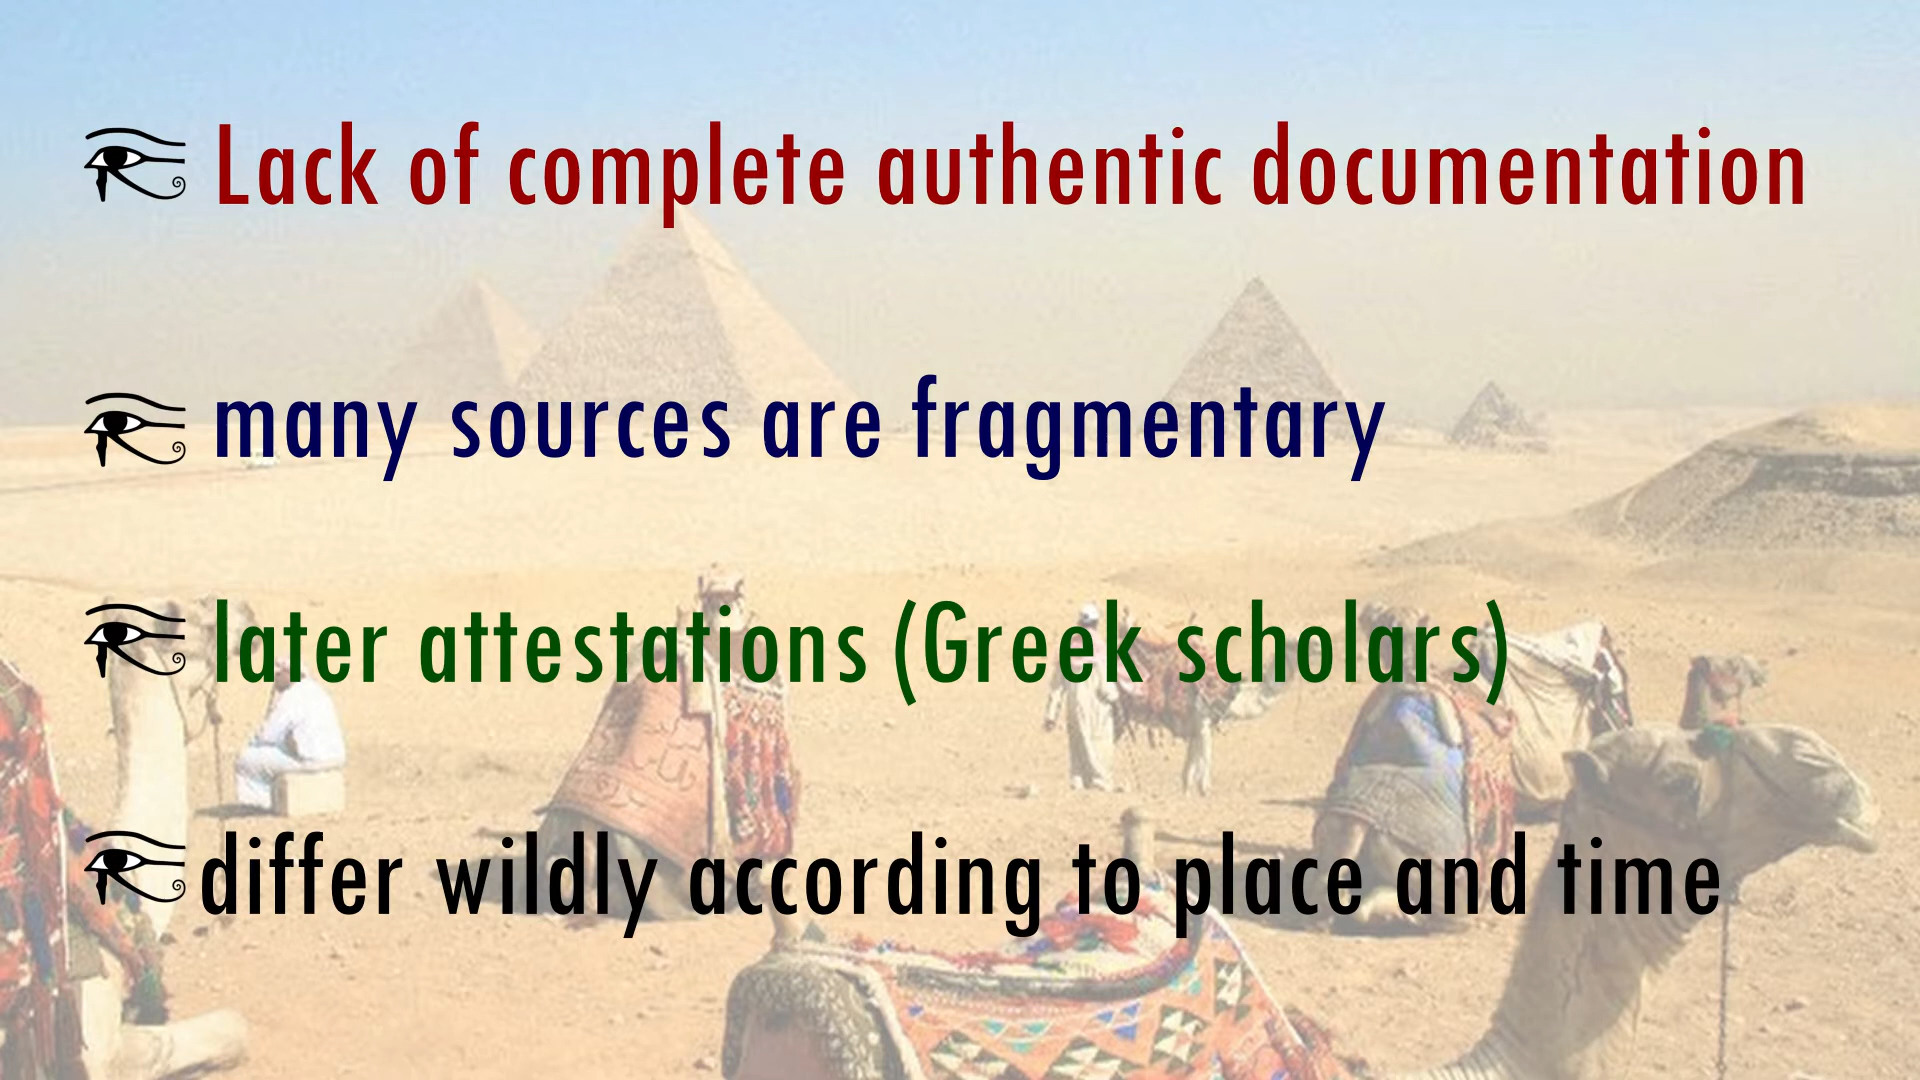 Lack of complete authentic documentation
many sources are fragmentary
later attestations (Greek scholars)
differ wildly according to place and time